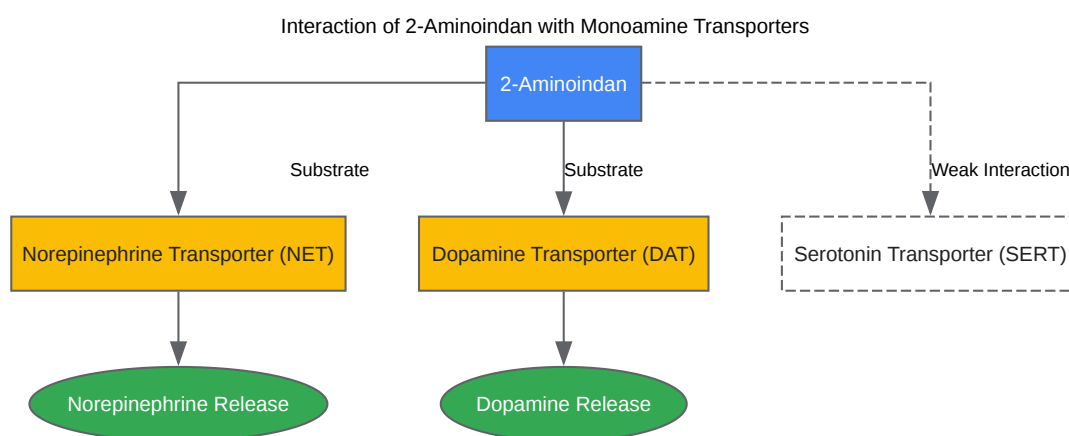 Interaction of 2-Aminoindan with Monoamine Transporters
2-Aminoindan
Substrate
Substrate
Weak Interaction
Norepinephrine Transporter (NET)
Dopamine Transporter (DAT)
Serotonin Transporter (SERT)
Norepinephrine Release
Dopamine Release